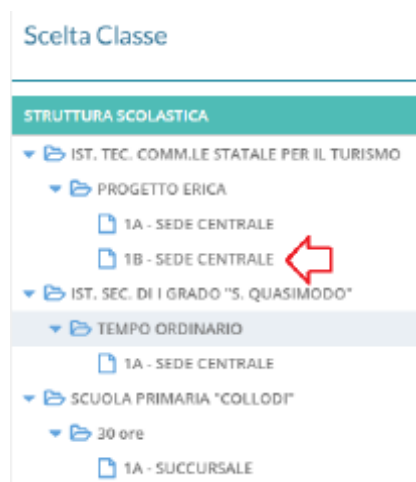 Scelta Classe
STRUTTURA SCOLASTICA
IST. TEC. COMM.LE STATALE PER IL TURISMO
PROGETTO ERICA
1A - SEDE CENTRALE
1B - SEDE CENTRALE
IST. SEC. DI I GRADO "S. QUASIMODO"
TEMPO ORDINARIO
1A - SEDE CENTRALE
SCUOLA PRIMARIA "COLLODI"
30 ore
1A - SUCCURSALE